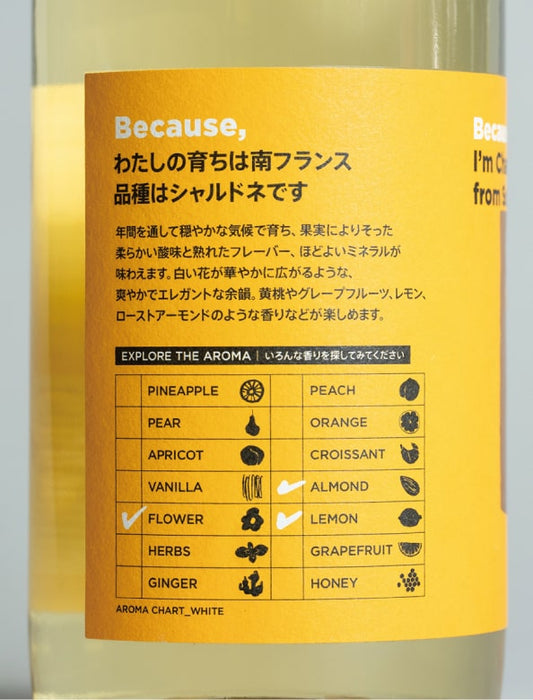 Because,
わたしの育ちは南フランス
品種はシャルドネです
年間を通して穏やかな気候で育ち、果実によりそった
柔らかい酸味と熟れたフレーバー、ほどよいミネラルが
味わえます。白い花が華やかに広がるような、
爽やかでエレガントな余韻。黄桃やグレープフルーツ、レモン、
ローストアーモンドのような香りなどが楽しめます。
EXPLORE THE AROMA | いろんな香りを探してみてください
PINEAPPLE PEACH
PEAR ORANGE
APRICOT CROISSANT
VANILLA ALMOND
FLOWER LEMON
HERBS GRAPEFRUIT
GINGER HONEY
AROMA CHART_WHITE
I'm
from